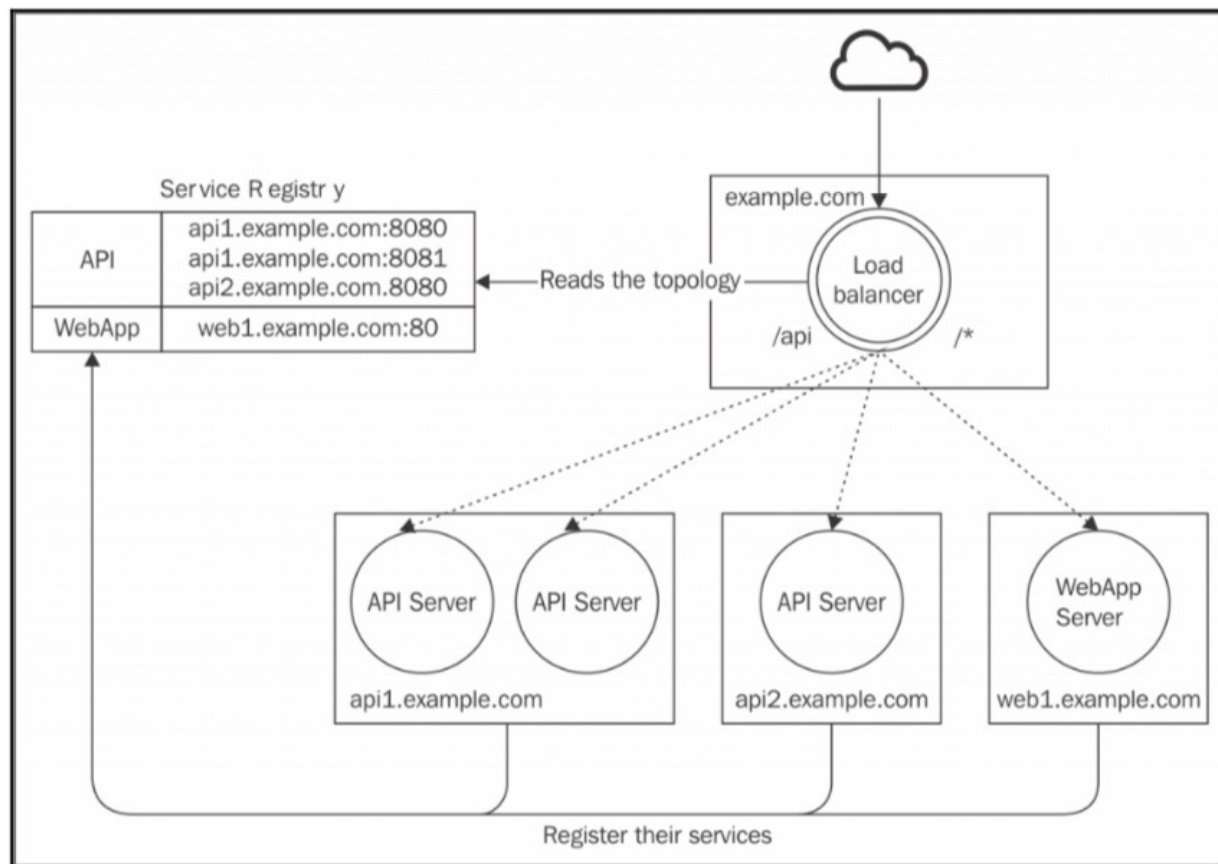 example.com
Service Registry
API
api1.example.com:8080
api1.example.com:8081
api2.example.com.8080
WebApp
web1.example.com:80
Reads the topology
Load
balancer
/api
/*
API Server
API Server
api1.example.com
API Server
api2.example.com
WebApp
Server
web1.example.com
Register their services